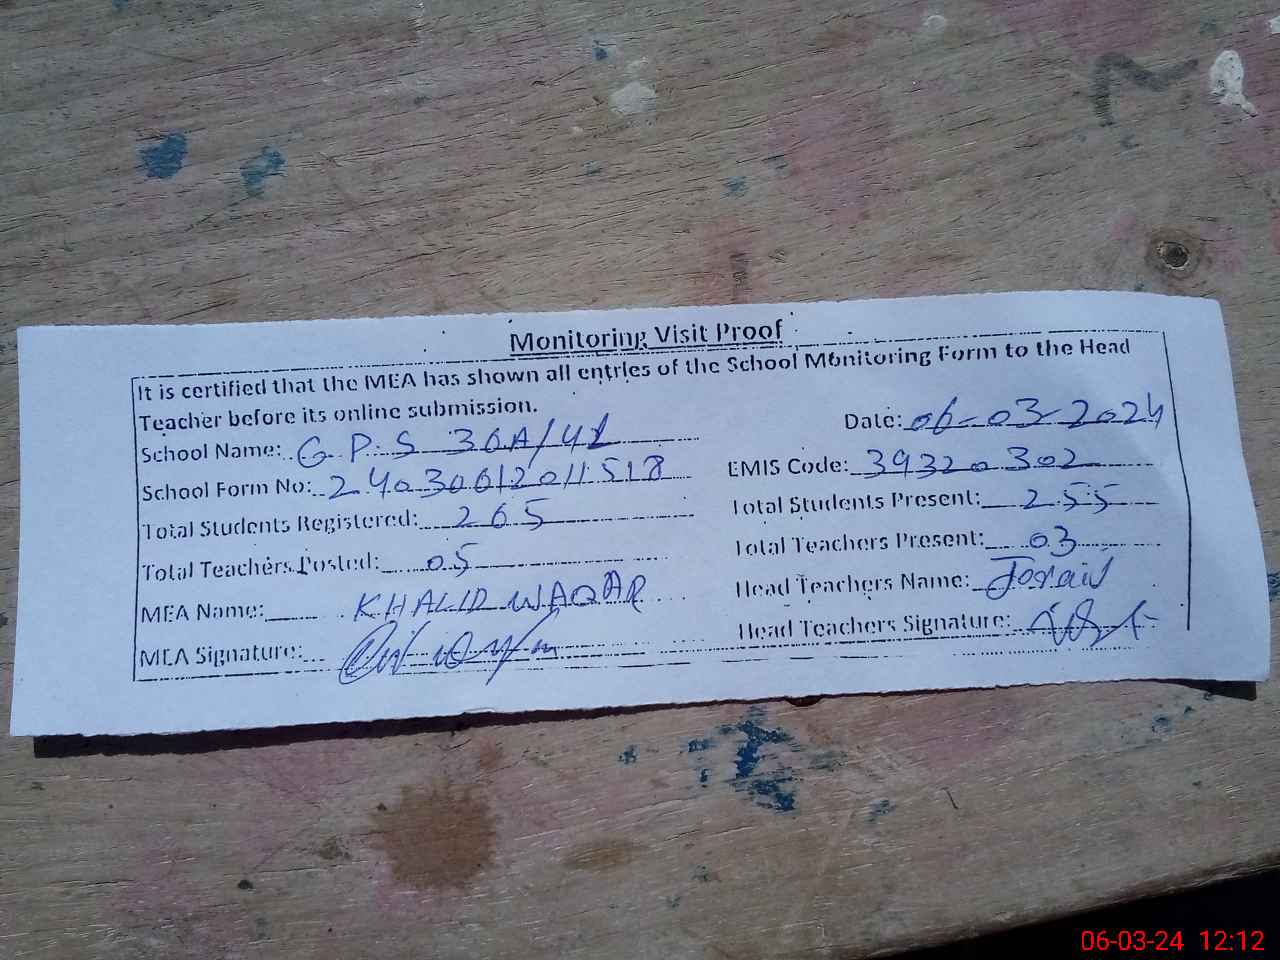 Monitoring Visit Proof
It is certified that the MEA has shown all entries of the School Monitoring Form to the Head
Teacher before its online submission.
School Name: G.P.S 30A/4L Date: 06-03-2024
School Form No: 24030612011518 EMIS Code: 39320302
Total Students Registered: 265 Total Students Present: 255
Total Teachers Posted: 05 Total Teachers Present: 03
MEA Name: KHALID WAQAR Head Teachers Name:
MEA Signature: Head Teachers Signature:
06-03-24 12:12